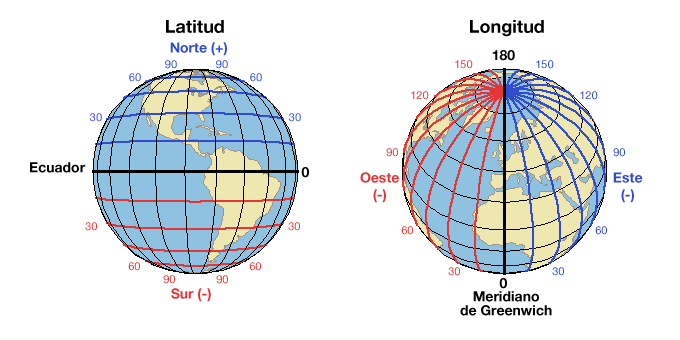 Latitud
Norte (+)
90 90
60 60
30 30
Ecuador 0
30 30
60 60
90 90
Sur (-)
Longitud
180
150 150
120 120
90 90
Oeste Este
(-) (-)
60 60
30 30
0
Meridiano
de Greenwich